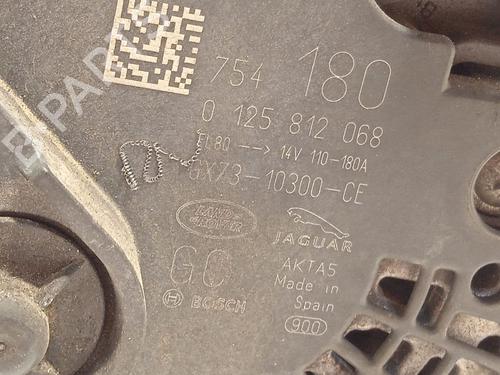 754 180
0 125 812 068
EL80 --> 14V 110-180A
GX73-10300-CE
LAND ROVER
JAGUAR
GC
AKTA5
Made in
Spain
BOSCH
900